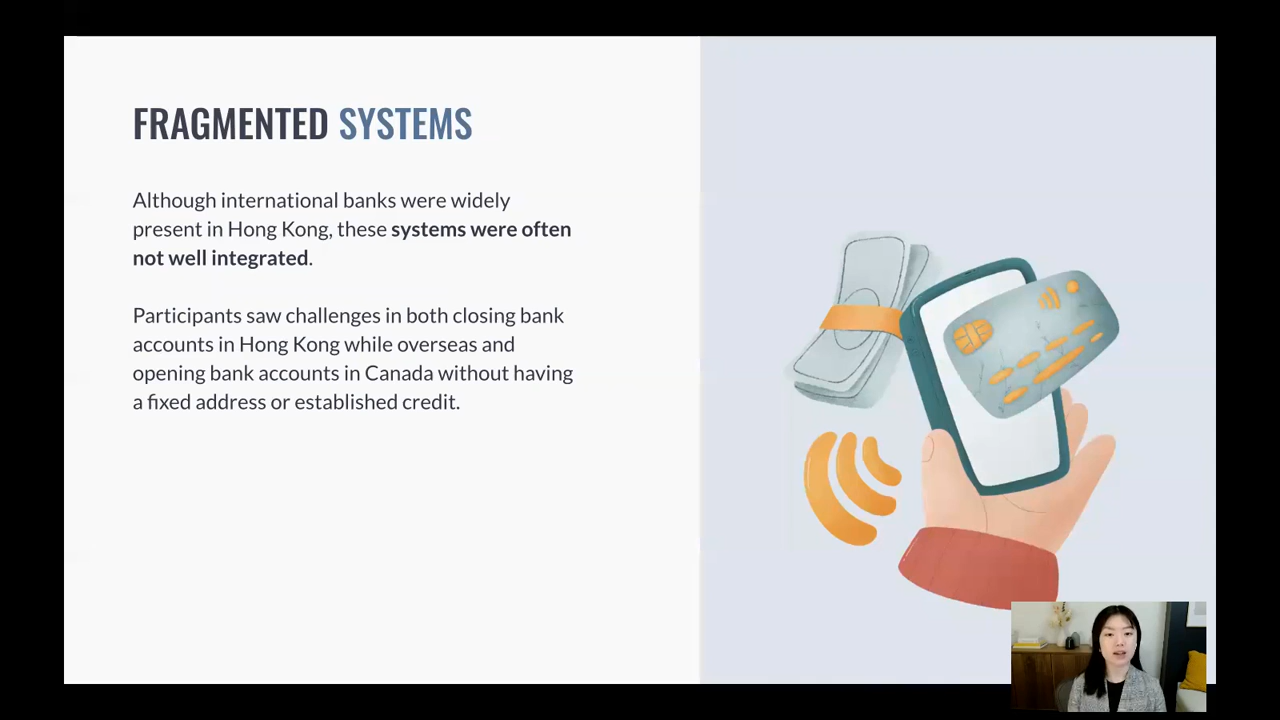 FRAGMENTED SYSTEMS
Although international banks were widely
present in Hong Kong, these systems were often
not well integrated.
Participants saw challenges in both closing bank
accounts in Hong Kong while overseas and
opening bank accounts in Canada without having
a fixed address or established credit.